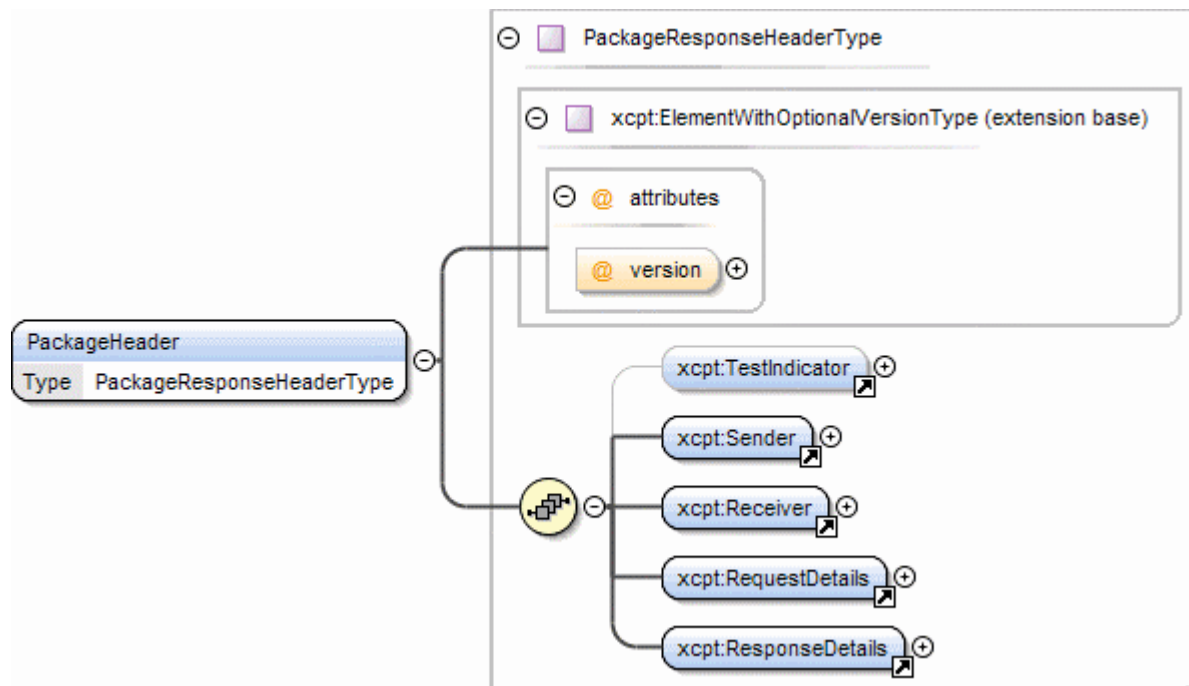 PackageResponseHeaderType
xcpt:ElementWithOptionalVersionType (extension base)
@ attributes
@ version
PackageHeader
Type PackageResponseHeaderType
xcpt:TestIndicator
xcpt:Sender
xcpt:Receiver
xcpt:RequestDetails
xcpt:ResponseDetails